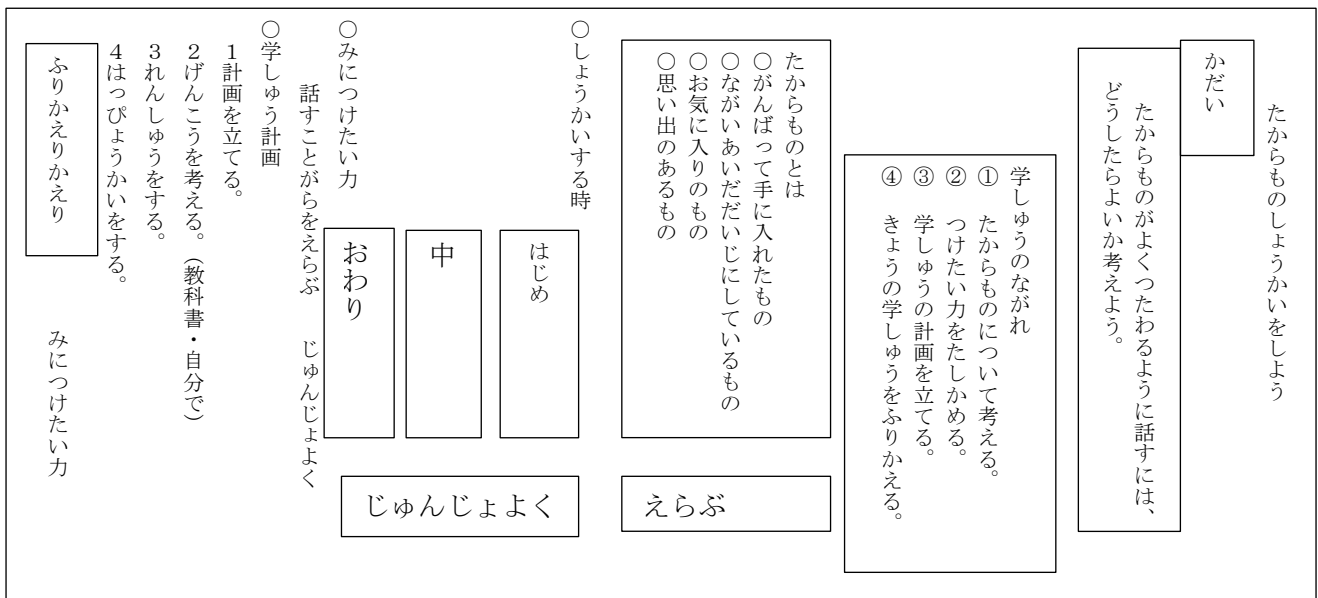 たからものしょうかいをしよう
かだい
たからものがよくつたわるように話すには、
どうしたらよいか考えよう。
学しゅうのながれ
① たからものについて考える。
② つけたい力をたしかめる。
③ 学しゅうの計画を立てる。
④ きょうの学しゅうをふりかえる。
たからものとは
○がんばって手に入れたもの
○ながいあいだだいじにしているもの
○お気に入りのもの
○思い出のあるもの
えらぶ
○しょうかいする時
はじめ
中
おわり
じゅんじょよく
○みにつけたい力
話すことがらをえらぶ じゅんじょよく
○学しゅう計画
1計画を立てる。
2げんこうを考える。（教科書・自分で）
3れんしゅうをする。
4はっぴょうかいをする。
ふりかえりかえり
みにつけたい力